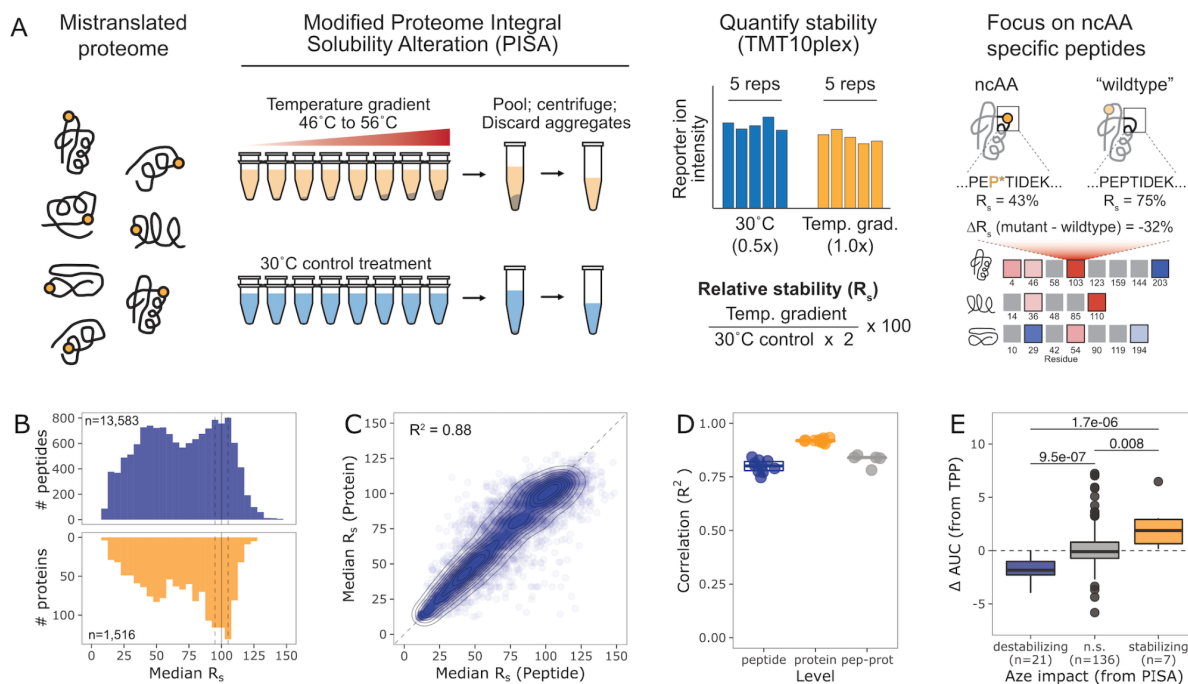 A
Mistranslated
proteome
Modified Proteome Integral
Solubility Alteration (PISA)
Temperature gradient
46˚C to 56˚C
Pool; centrifuge;
Discard aggregates
30˚C control treatment
Quantify stability
(TMT10plex)
5 reps
5 reps
Reporter ion
intensity
30˚C
(0.5x)
Temp. grad.
(1.0x)
Relative stability (Rs)
Temp. gradient
30˚C control x 2
x 100
Focus on ncAA
specific peptides
ncAA
“wildtype”
...PEP*TIDEK...
...PEPTIDEK...
Rs = 43%
Rs = 75%
ΔRs (mutant - wildtype) = -32%
4 46 58 103 123 159 144 203
14 36 48 85 110
10 29 42 54 90 119 194
Residue
B
n=13,583
# peptides
800
600
400
200
0
# proteins
0
50
100
n=1,516
0 25 50 75 100 125 150
Median Rs
C
R² = 0.88
Median Rs (Protein)
150
125
100
75
50
25
0
0 25 50 75 100 125 150
Median Rs (Peptide)
D
Correlation (R²)
1.00
0.75
0.50
0.25
0.00
peptide protein pep-prot
Level
E
1.7e-06
0.008
9.5e-07
Δ AUC (from TPP)
10
5
0
-5
destabilizing
(n=21)
n.s.
(n=136)
stabilizing
(n=7)
Aze impact (from PISA)